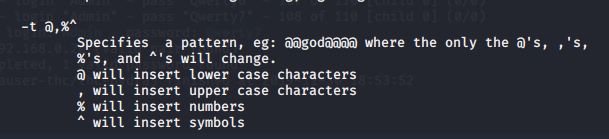 -t @,%^
Specifies a pattern, eg: @@god@@@@ where the only the @'s, ,'s,
%'s, and ^'s will change.
@ will insert lower case characters
, will insert upper case characters
% will insert numbers
^ will insert symbols